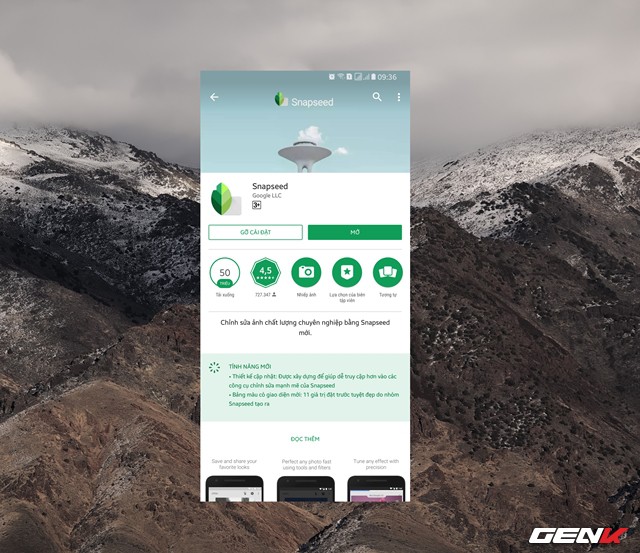 09:36
Snapseed
Snapseed
Google LLC
3+
GỠ CÀI ĐẶT
MỞ
50
TRIỆU
4,5
Tải xuống
727.347
Nhiếp ảnh
Lựa chọn của biên
tập viên
Tương tự
Chỉnh sửa ảnh chất lượng chuyên nghiệp bằng Snapseed
mới.
TÍNH NĂNG MỚI
• Thiết kế cập nhật: Được xây dựng để giúp dễ truy cập hơn vào các
công cụ chỉnh sửa mạnh mẽ của Snapseed
• Bảng màu cô giao diện mới: 11 giá trị đặt trước tuyệt đẹp do nhóm
Snapseed tạo ra
ĐỌC THÊM
Save and share your
favorite looks
Perfect any photo fast
using tools and filters
Tune any effect with
precision
GENK